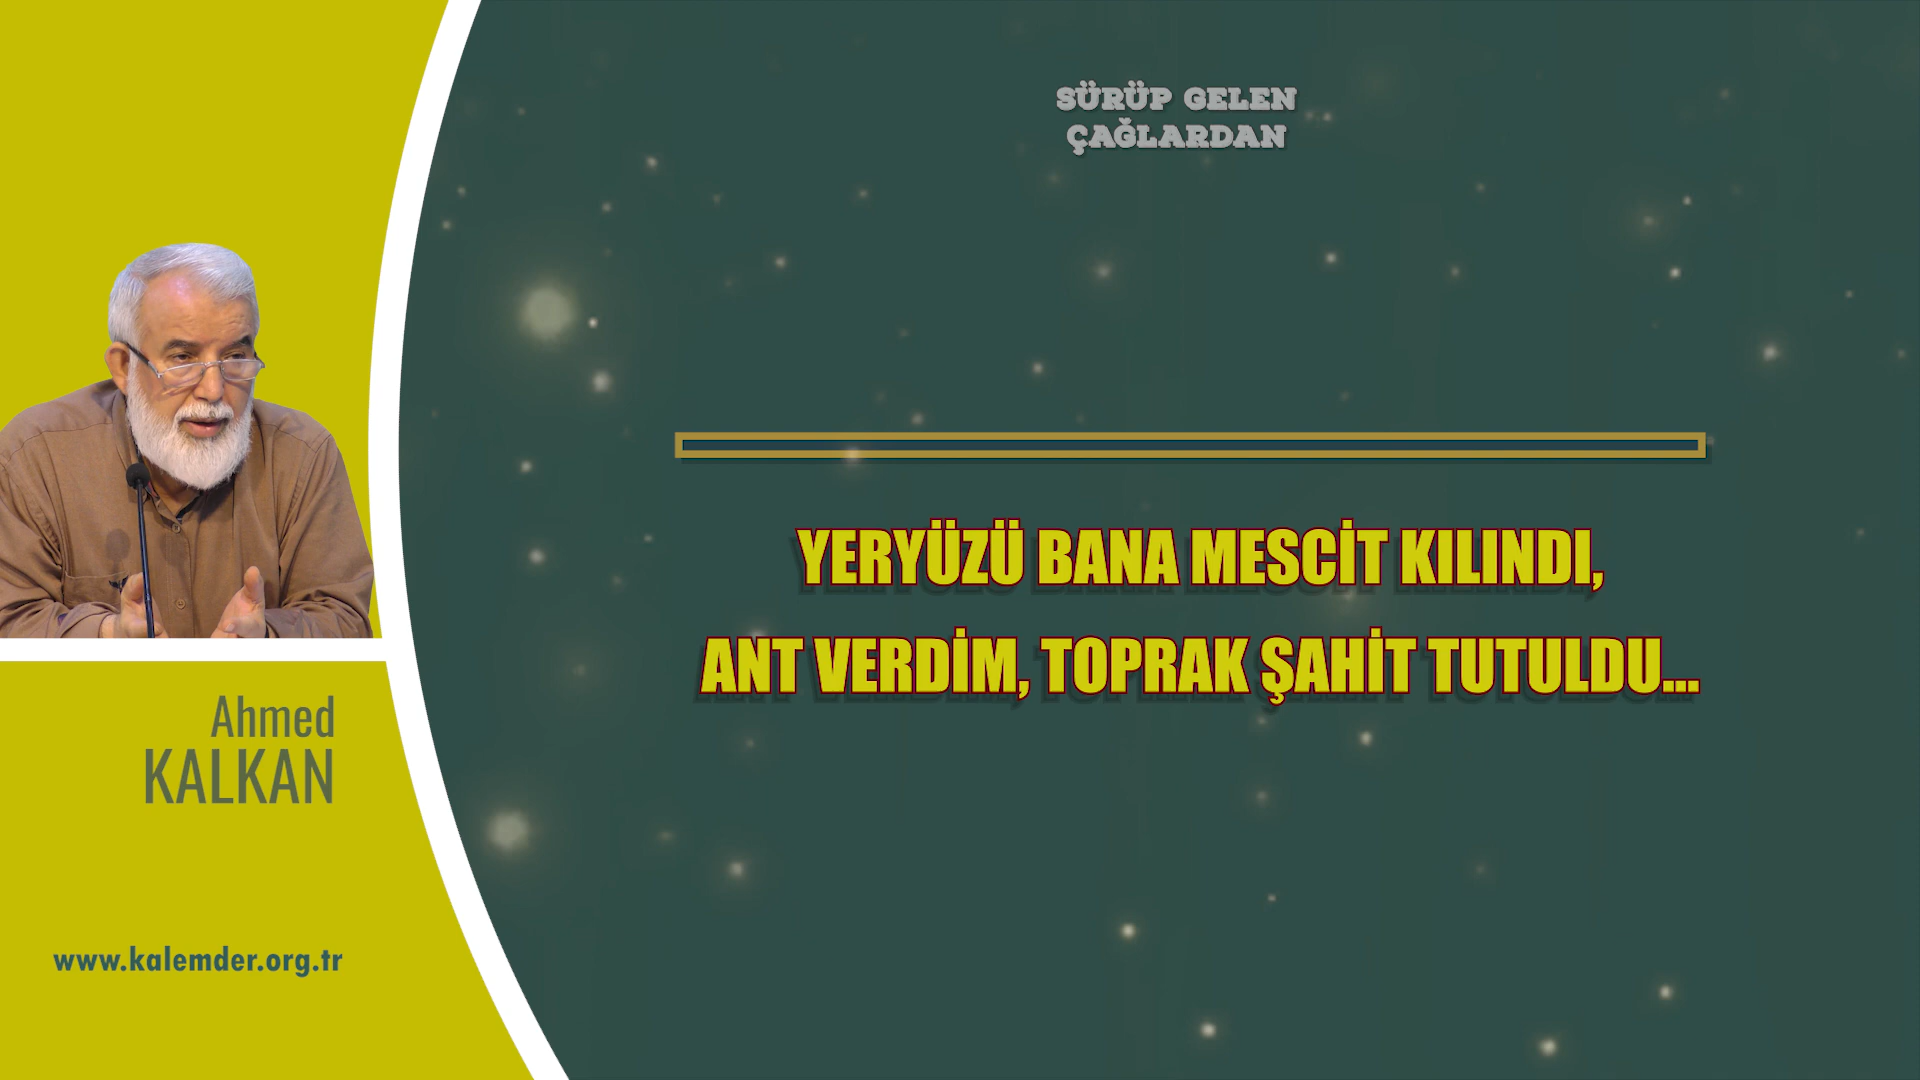 SÜRÜP GELEN
ÇAĞLARDAN
YERYÜZÜ BANA MESCİT KILINDI,
ANT VERDİM, TOPRAK ŞAHİT TUTULDU...
Ahmed
KALKAN
www.kalemder.org.tr